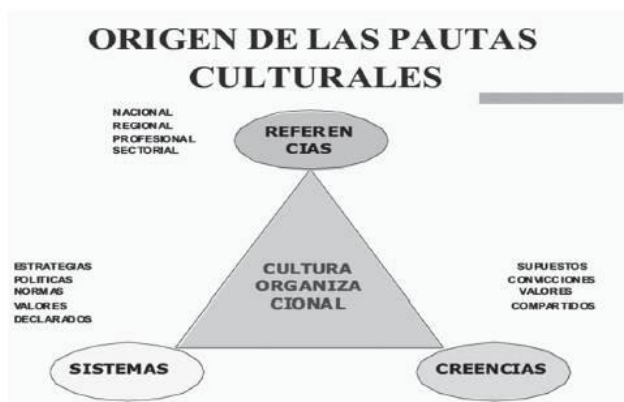 ORIGEN DE LAS PAUTAS
CULTURALES
NACIONAL
REGIONAL
PROFESIONAL
SECTORIAL
REFEREN
CIAS
CULTURA
ORGANIZA
CIONAL
ESTRATEGIAS
POLITICAS
NORMAS
VALORES
DECLARADOS
SUPUESTOS
CONVICCIONES
VALORES
COMPARTIDOS
SISTEMAS
CREENCIAS